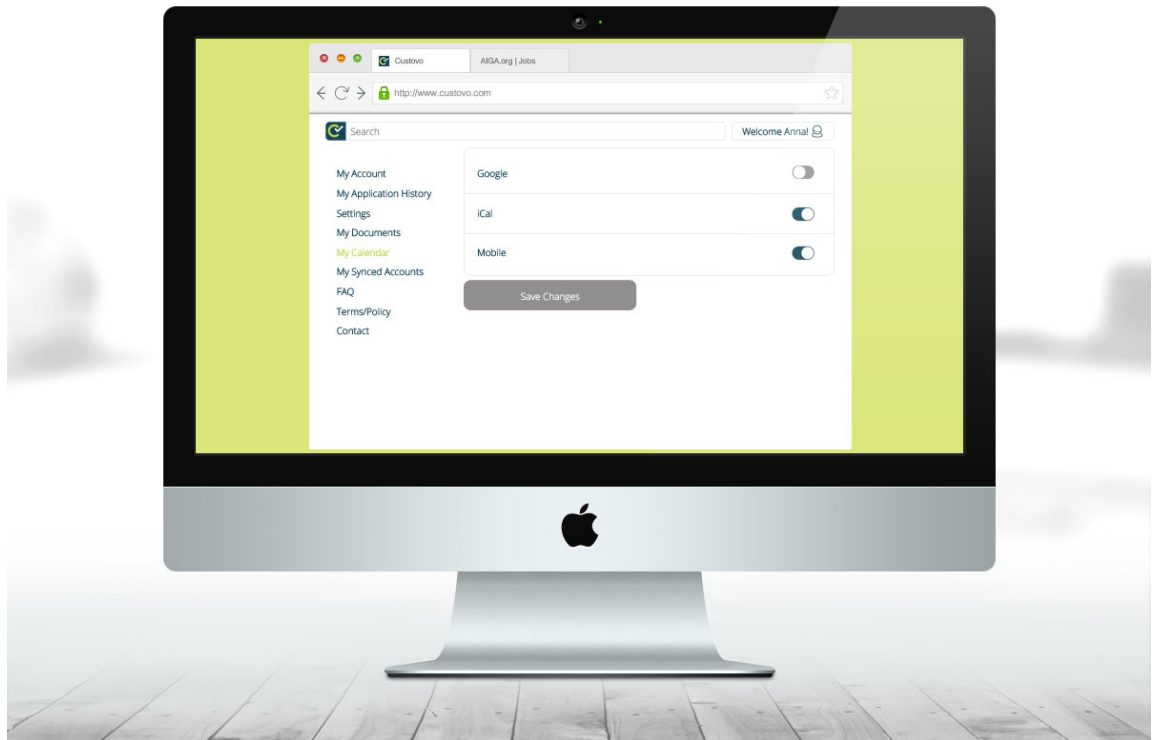 Custovo
AIGA.org | Jobs
http://www.custovo.com
Search
Welcome Anna!
My Account
My Application History
Settings
My Documents
My Calendar
My Synced Accounts
FAQ
Terms/Policy
Contact
Google
iCal
Mobile
Save Changes